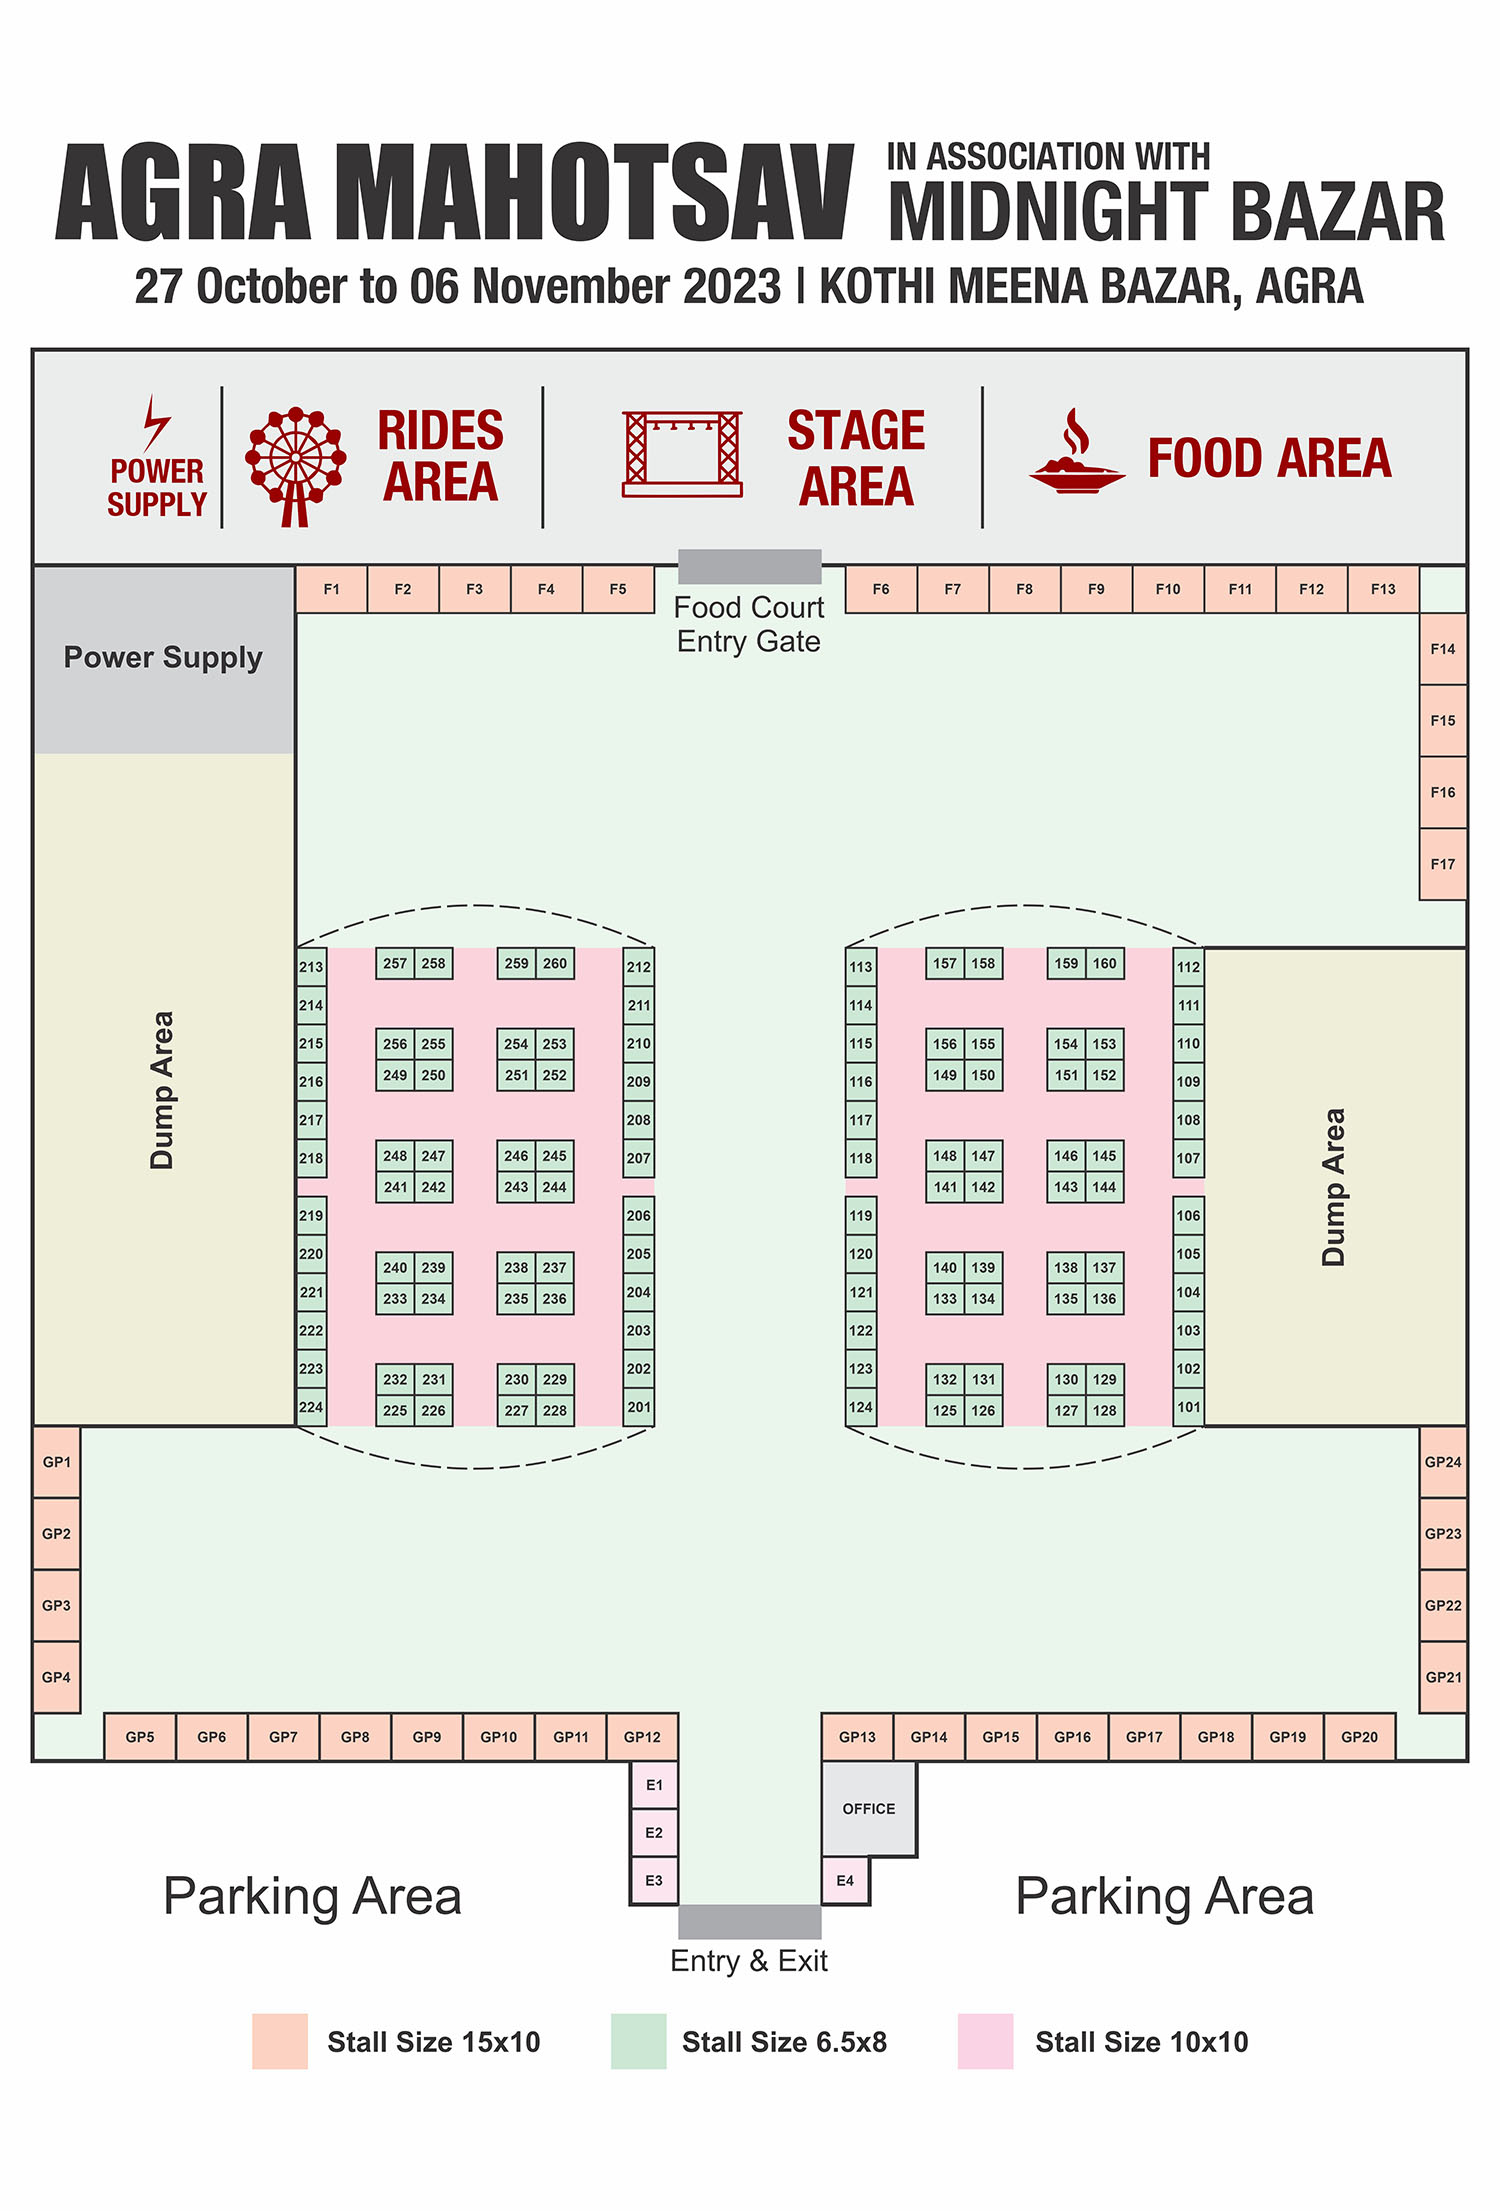 AGRA MAHOTSAV
IN ASSOCIATION WITH
MIDNIGHT BAZAR
27 October to 06 November 2023 | KOTHI MEENA BAZAR, AGRA
POWER
SUPPLY
RIDES
AREA
STAGE
AREA
FOOD AREA
F1 F2 F3 F4 F5
Food Court
Entry Gate
F6 F7 F8 F9 F10 F11 F12 F13
F14
F15
F16
F17
Power Supply
Dump Area
213 257 258 259 260 212
214 211
215 256 255 254 253 210
216 249 250 251 252 209
217 208
218 248 247 246 245 207
241 242 243 244
219 206
220 240 239 238 237 205
221 233 234 235 236 204
222 203
223 232 231 230 229 202
224 225 226 227 228 201
113 157 158 159 160 112
114 111
115 156 155 154 153 110
116 149 150 151 152 109
117 108
118 148 147 146 145 107
141 142 143 144
119 106
120 140 139 138 137 105
121 133 134 135 136 104
122 103
123 132 131 130 129 102
124 125 126 127 128 101
Dump Area
GP1
GP2
GP3
GP4
GP24
GP23
GP22
GP21
GP5 GP6 GP7 GP8 GP9 GP10 GP11 GP12
GP13 GP14 GP15 GP16 GP17 GP18 GP19 GP20
E1
E2
E3
OFFICE
E4
Parking Area
Parking Area
Entry & Exit
Stall Size 15x10
Stall Size 6.5x8
Stall Size 10x10